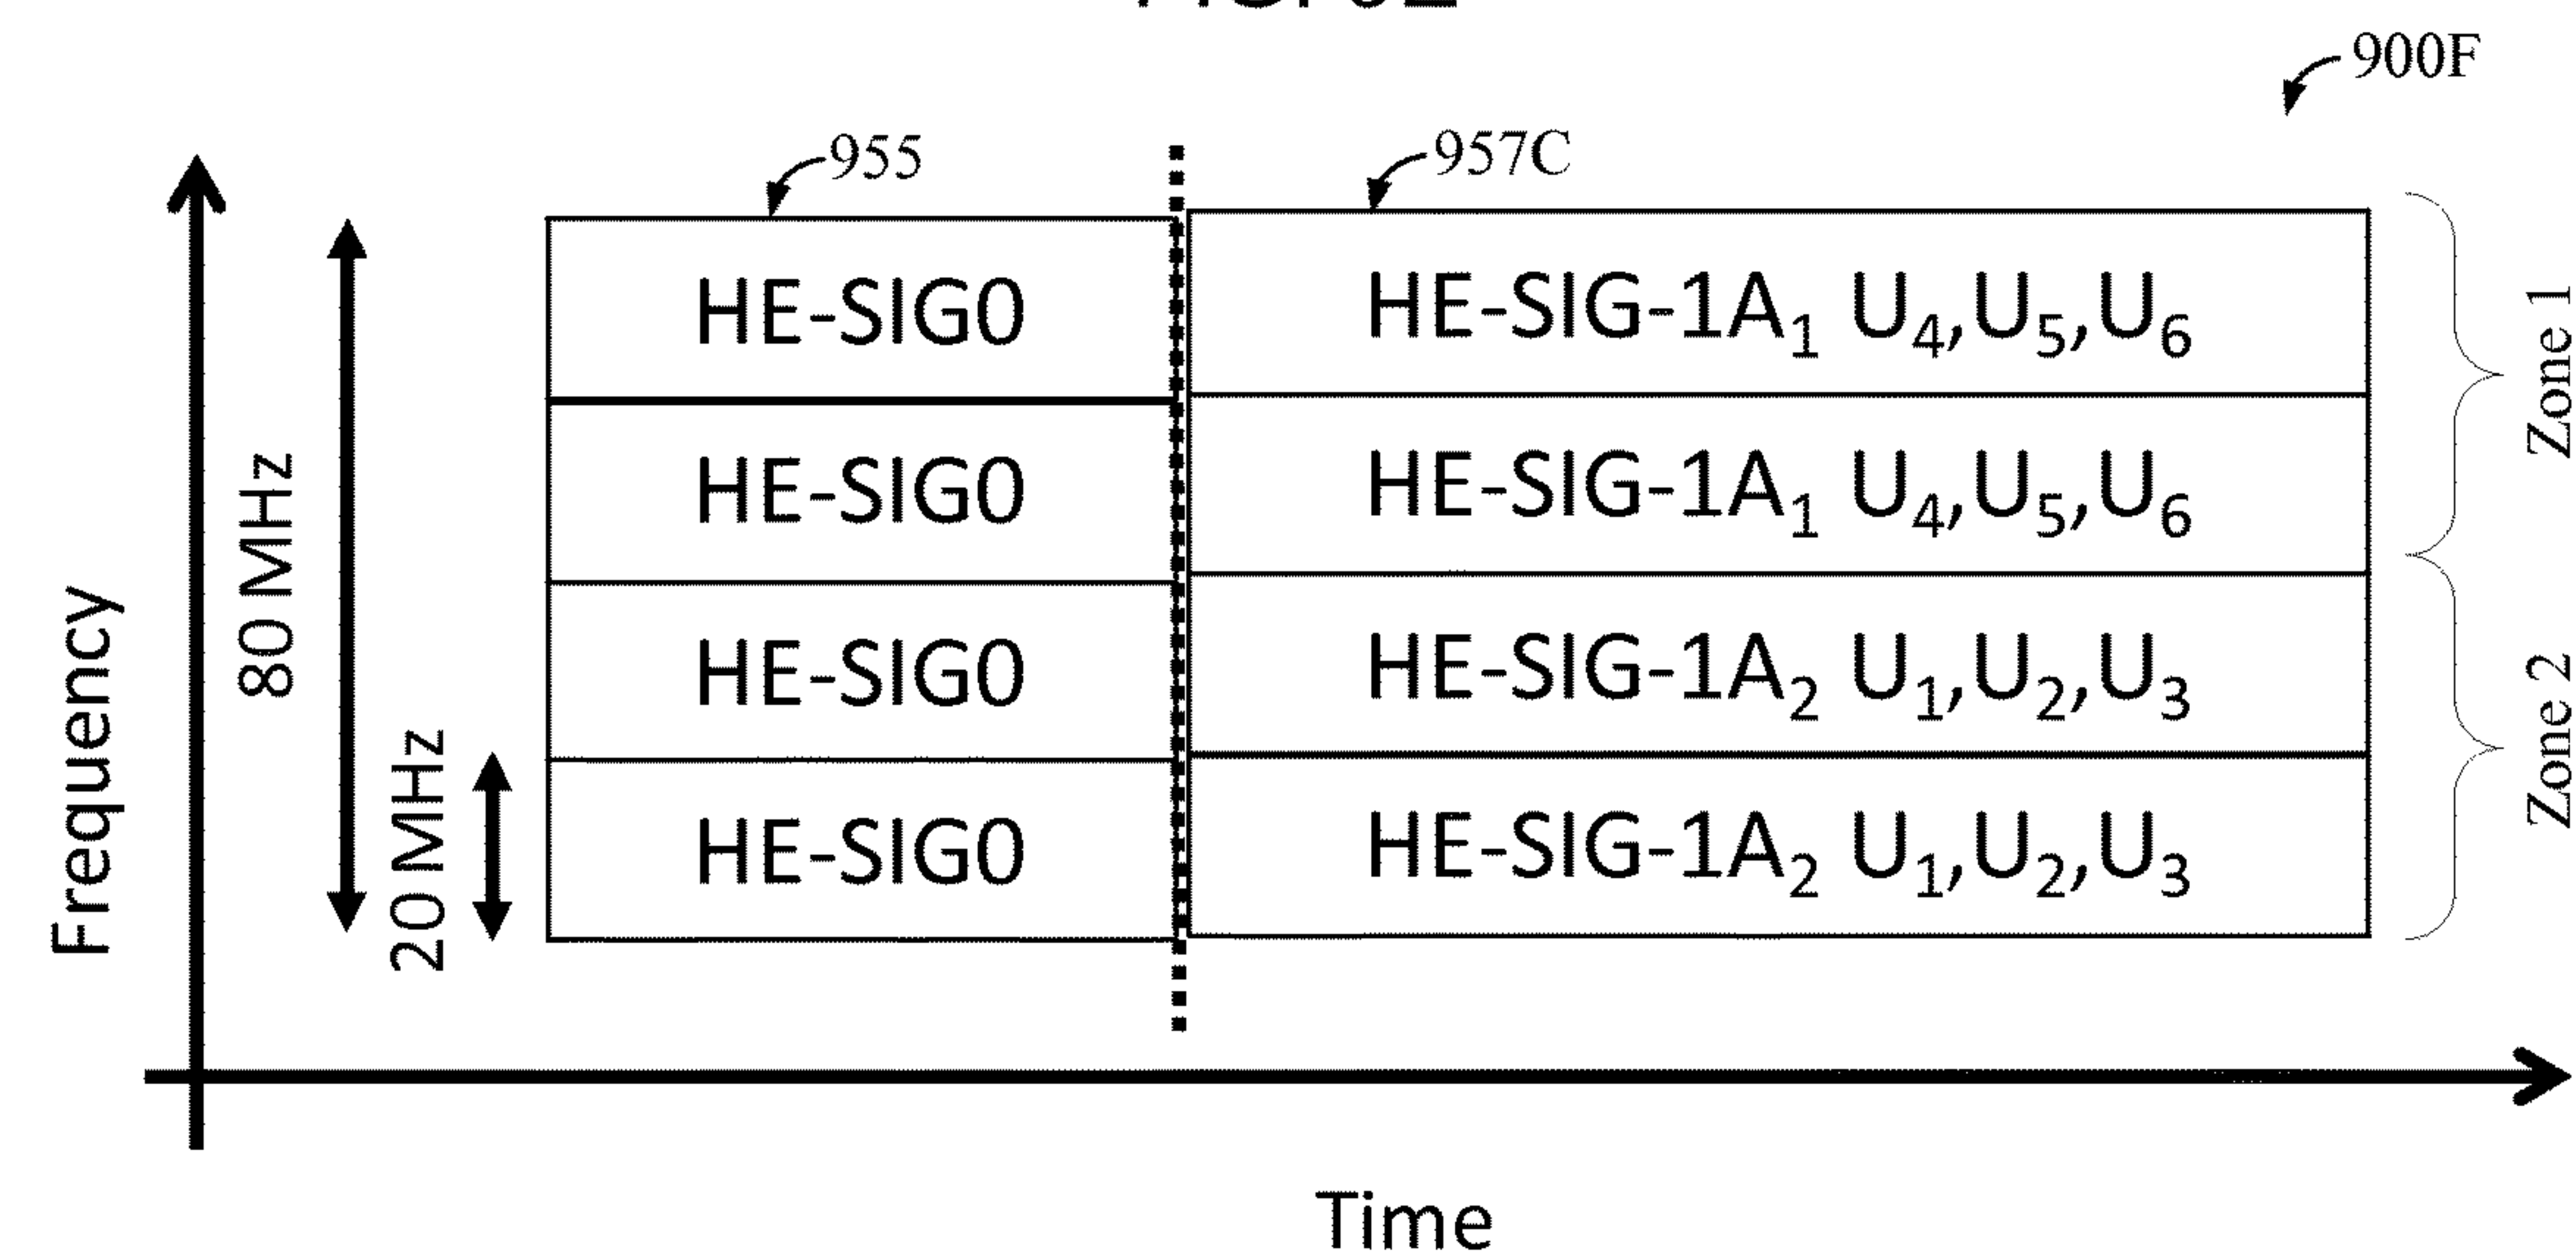 900F
955
957C
HE-SIG0
HE-SIG-1A₁ U₄,U₅,U₆
HE-SIG0
HE-SIG-1A₁ U₄,U₅,U₆
HE-SIG0
HE-SIG-1A₂ U₁,U₂,U₃
HE-SIG0
HE-SIG-1A₂ U₁,U₂,U₃
Zone 1
Zone 2
80 MHz
20 MHz
Frequency
Time